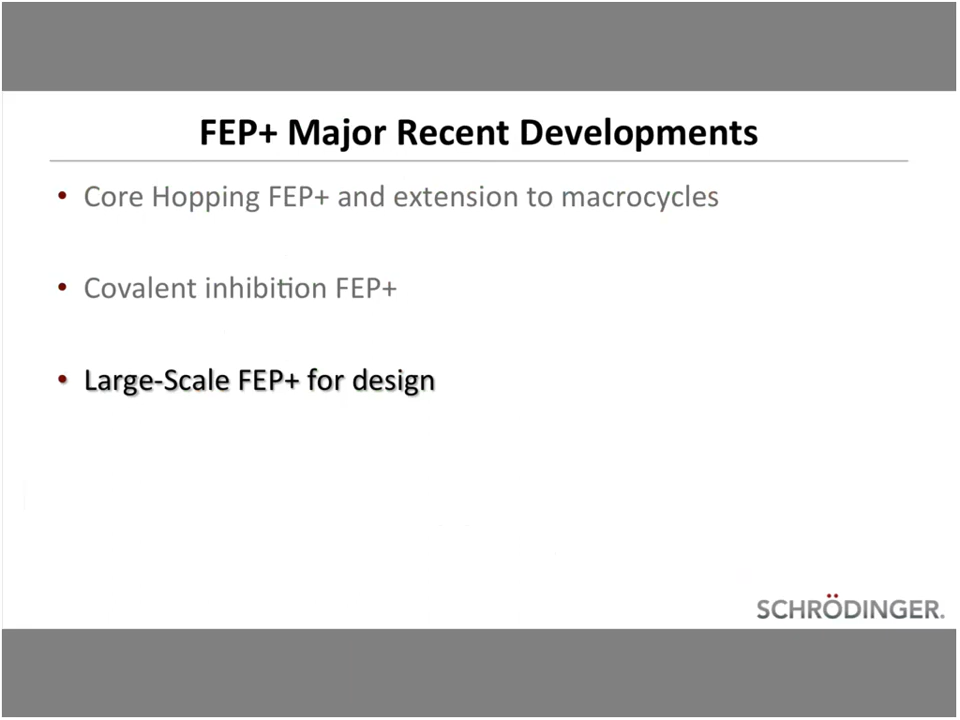 FEP+ Major Recent Developments
• Core Hopping FEP+ and extension to macrocycles
• Covalent inhibition FEP+
• Large-Scale FEP+ for design
SCHRÖDINGER.